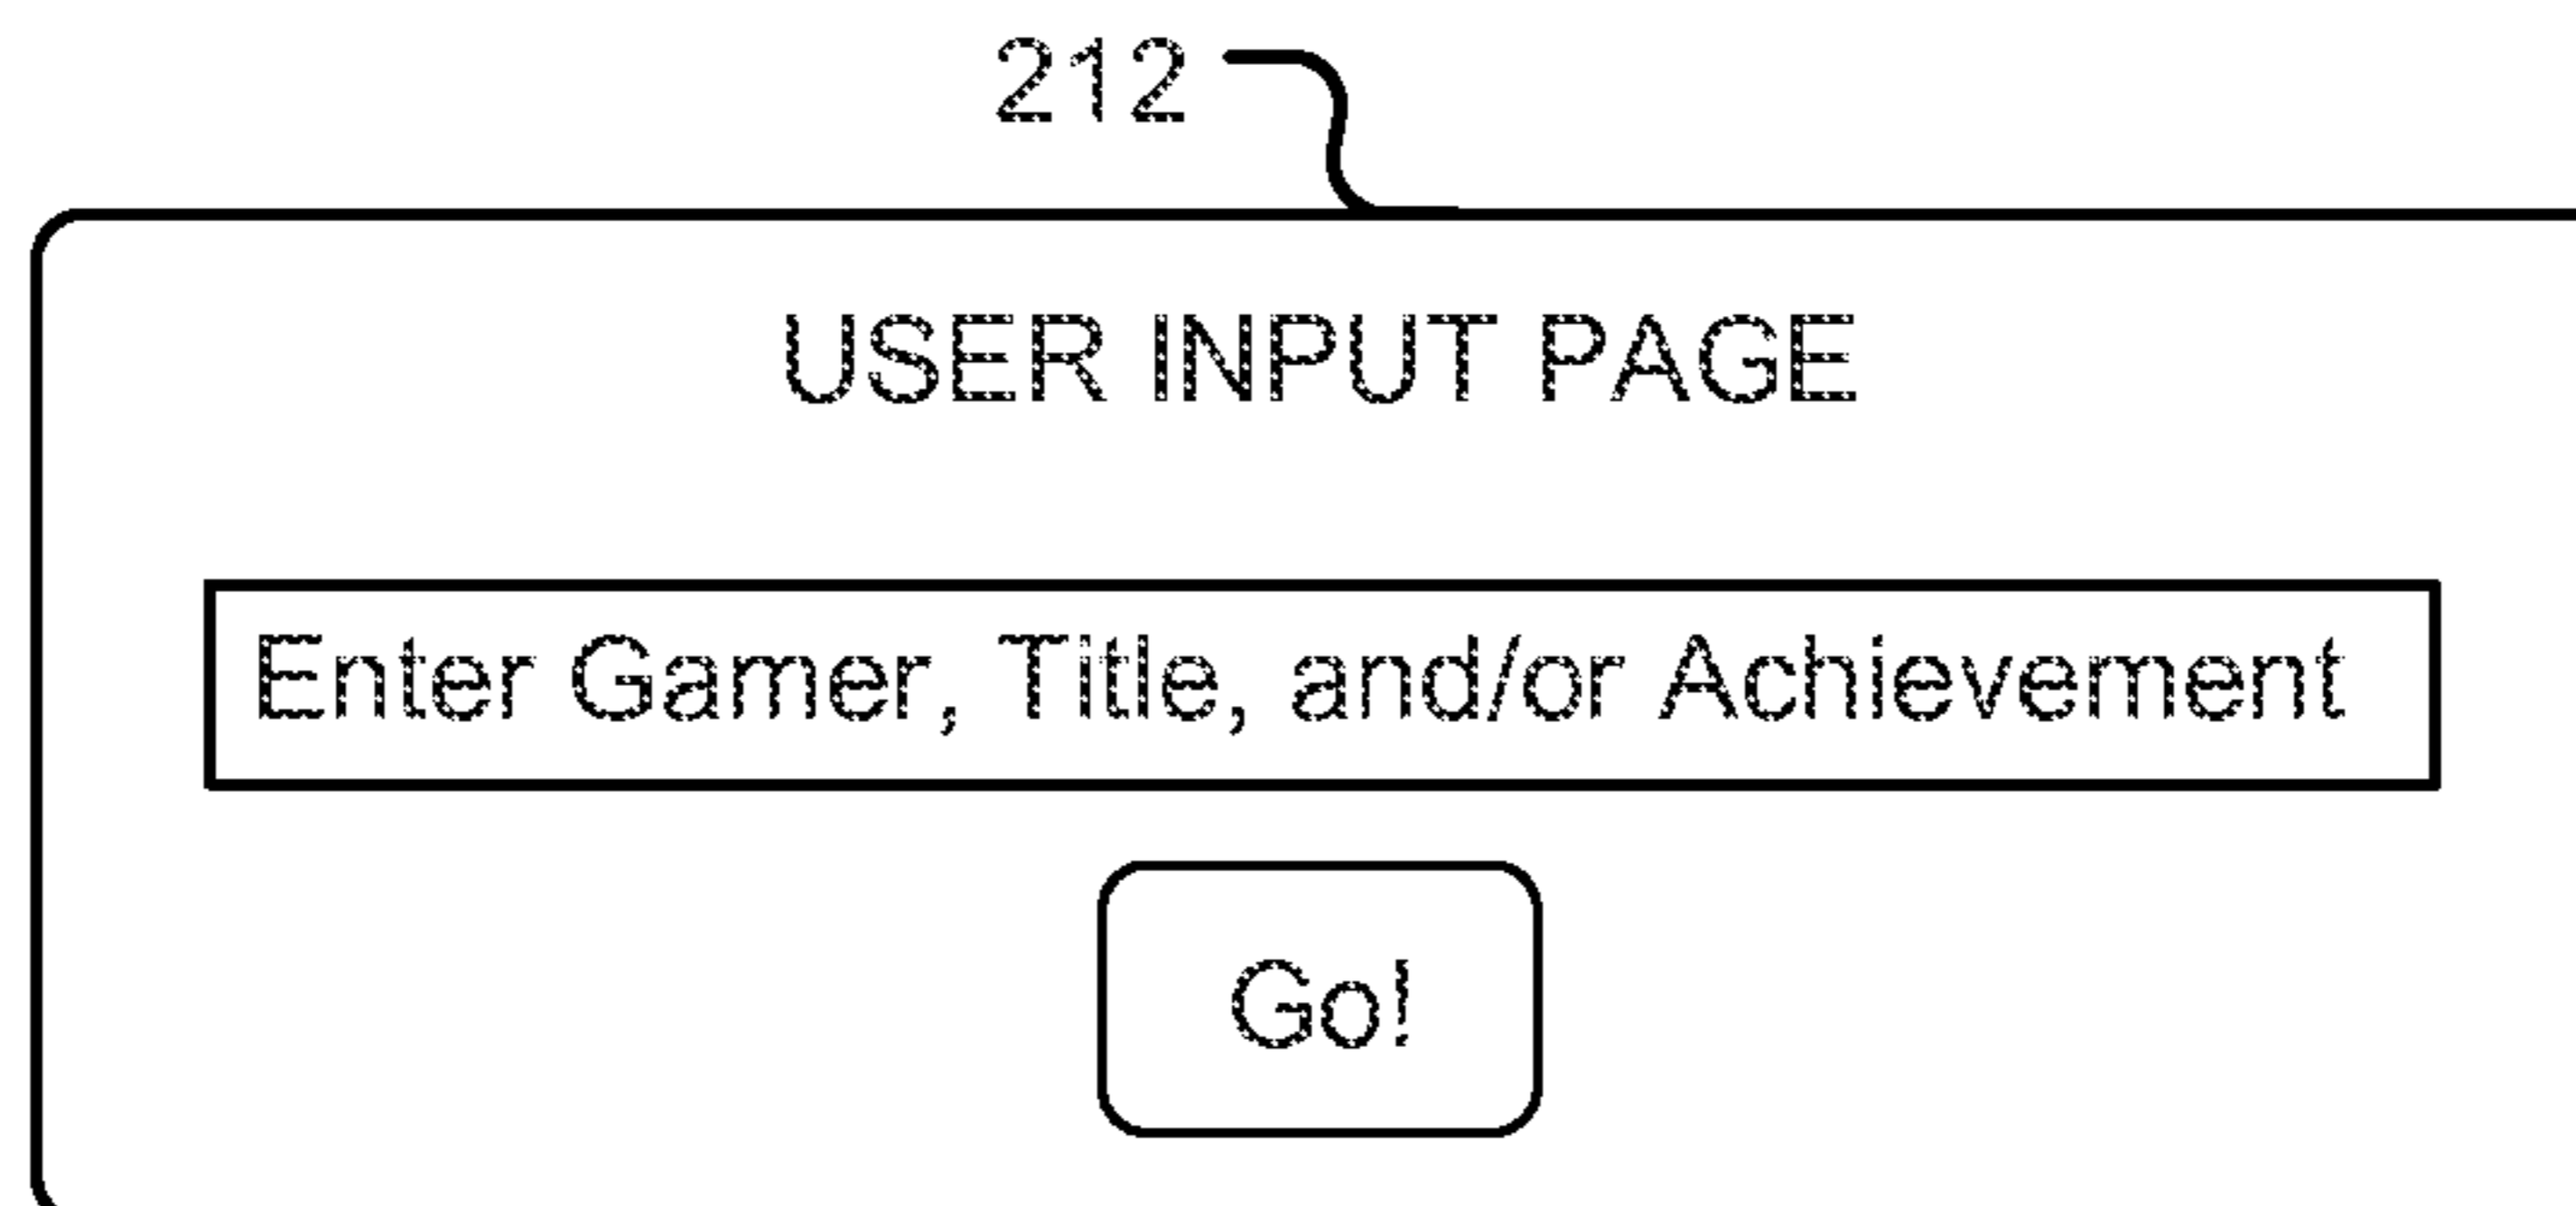 212
USER INPUT PAGE
Enter Gamer, Title, and/or Achievement
Go!